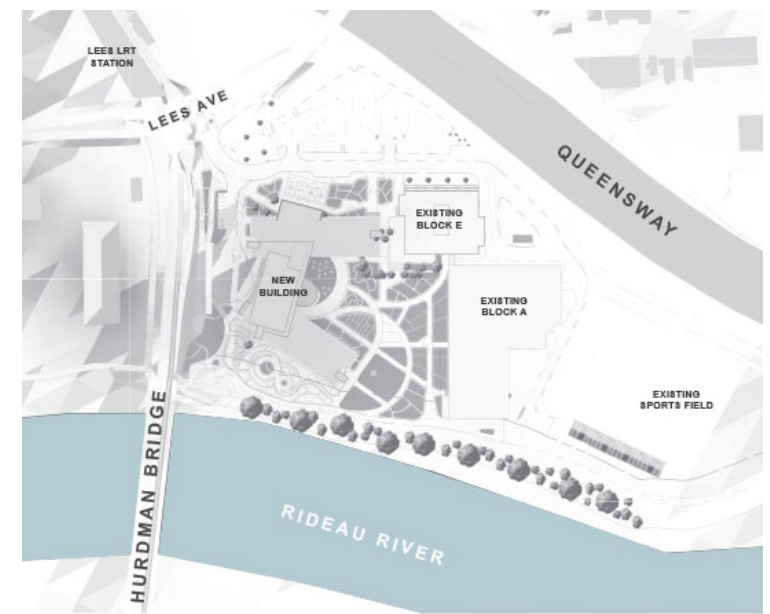 LEES LRT
STATION
LEES AVE
QUEENSWAY
EXISTING
BLOCK E
NEW
BUILDING
EXISTING
BLOCK A
EXISTING
SPORTS FIELD
HURDMAN BRIDGE
RIDEAU RIVER